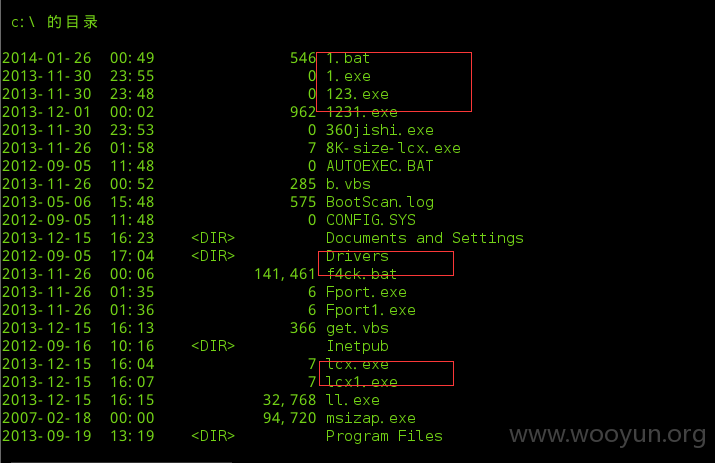 c:\ 的目录
2014-01-26 00:49 546 1.bat
2013-11-30 23:55 0 1.exe
2013-11-30 23:48 0 123.exe
2013-12-01 00:02 962 1231.exe
2013-11-30 23:53 0 360jishi.exe
2013-11-26 01:58 7 8K-size-lcx.exe
2012-09-05 11:48 0 AUTOEXEC.BAT
2013-11-26 00:52 285 b.vbs
2013-05-06 15:48 575 BootScan.log
2012-09-05 11:48 0 CONFIG.SYS
2013-12-15 16:23 <DIR> Documents and Settings
2012-09-05 17:04 <DIR> Drivers
2013-11-26 00:06 141,461 f4ck.bat
2013-11-26 01:35 6 Fport.exe
2013-11-26 01:36 6 Fport1.exe
2013-12-15 16:13 366 get.vbs
2012-09-16 10:16 <DIR> Inetpub
2013-12-15 16:04 7 lcx.exe
2013-12-15 16:07 7 lcx1.exe
2013-12-15 16:15 32,768 ll.exe
2007-02-18 00:00 94,720 msizap.exe
2013-09-19 13:19 <DIR> Program Files
www.wooyun.org